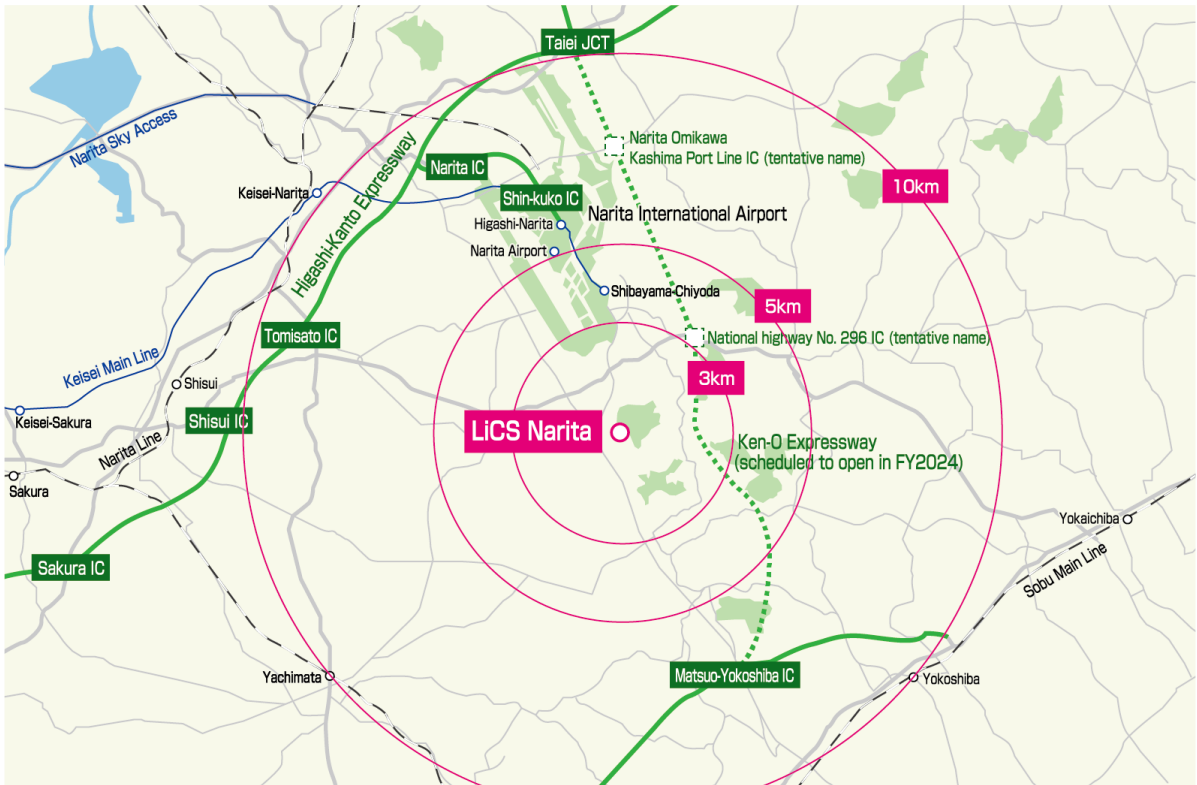 Taiei JCT
Narita Sky Access
Narita Omikawa
Kashima Port Line IC (tentative name)
Higashi-Kanto Expressway
Narita IC
Keisei-Narita
Shin-kuko IC
10km
Narita International Airport
Higashi-Narita
Narita Airport
Shibayama-Chiyoda
5km
Tomisato IC
National highway No. 296 IC (tentative name)
Keisei Main Line
Shisui
3km
Keisei-Sakura
Shisui IC
LiCS Narita
Ken-O Expressway
(scheduled to open in FY2024)
Narita Line
Sakura
Yokaichiba
Sakura IC
Sobu Main Line
Yachimata
Matsuo-Yokoshiba IC
Yokoshiba